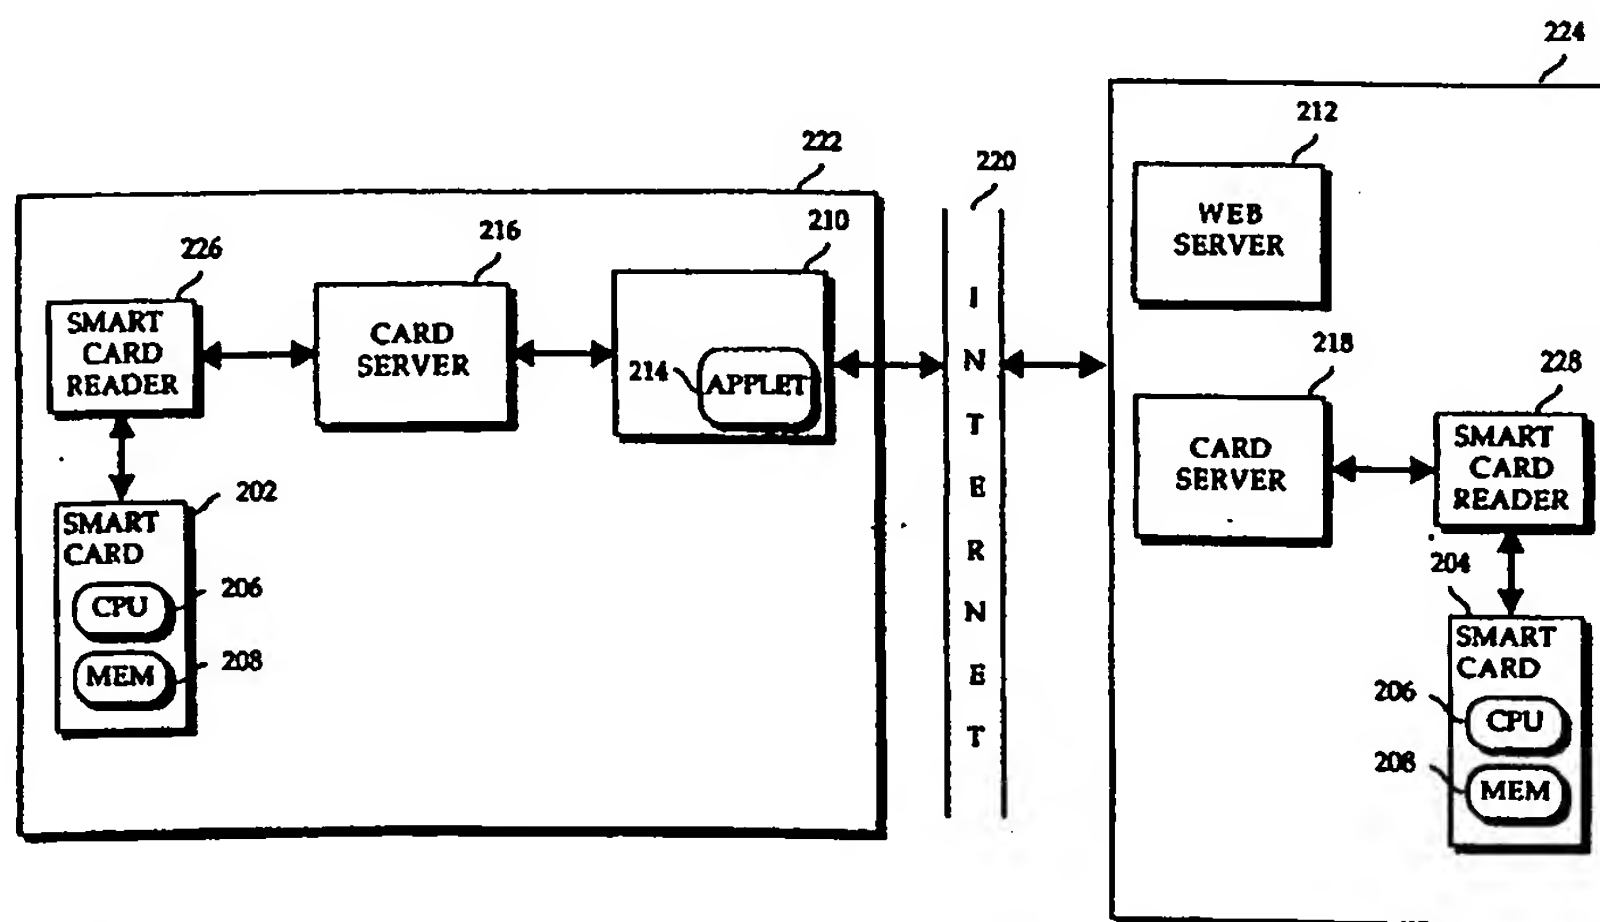 224
212
WEB
SERVER
222
220
226
216
210
SMART
CARD
READER
CARD
SERVER
214
APPLET
INTERNET
218
228
CARD
SERVER
SMART
CARD
READER
202
SMART
CARD
CPU
206
MEM
208
204
SMART
CARD
206
CPU
208
MEM